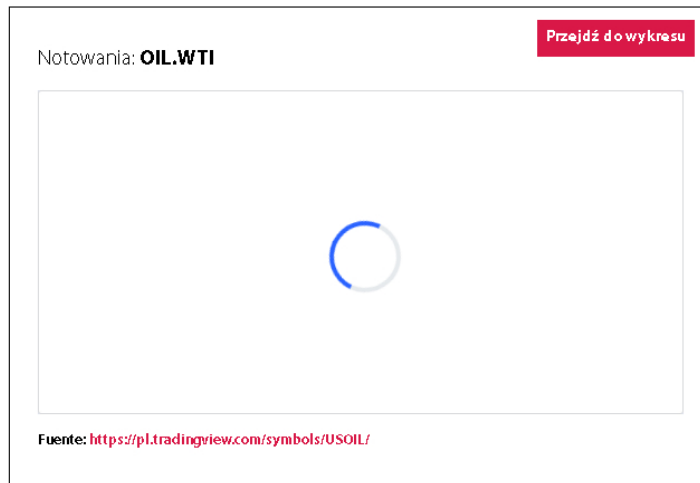 Przejdź do wykresu
Notowania: OIL.WTI
Fuente: https://pl.tradingview.com/symbols/USOIL/